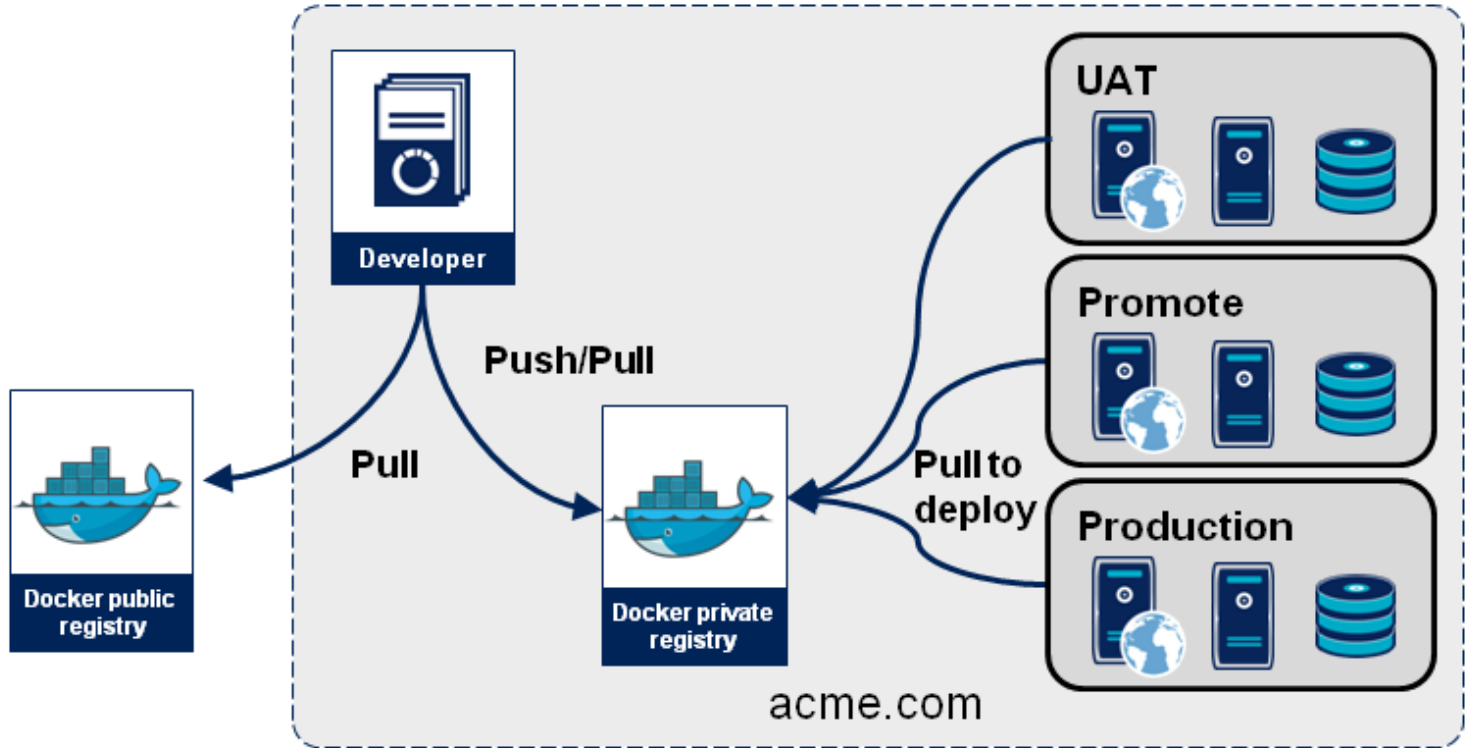 UAT
Developer
Promote
Push/Pull
Pull
Pull to
deploy
Production
Docker public
registry
Docker private
registry
acme.com